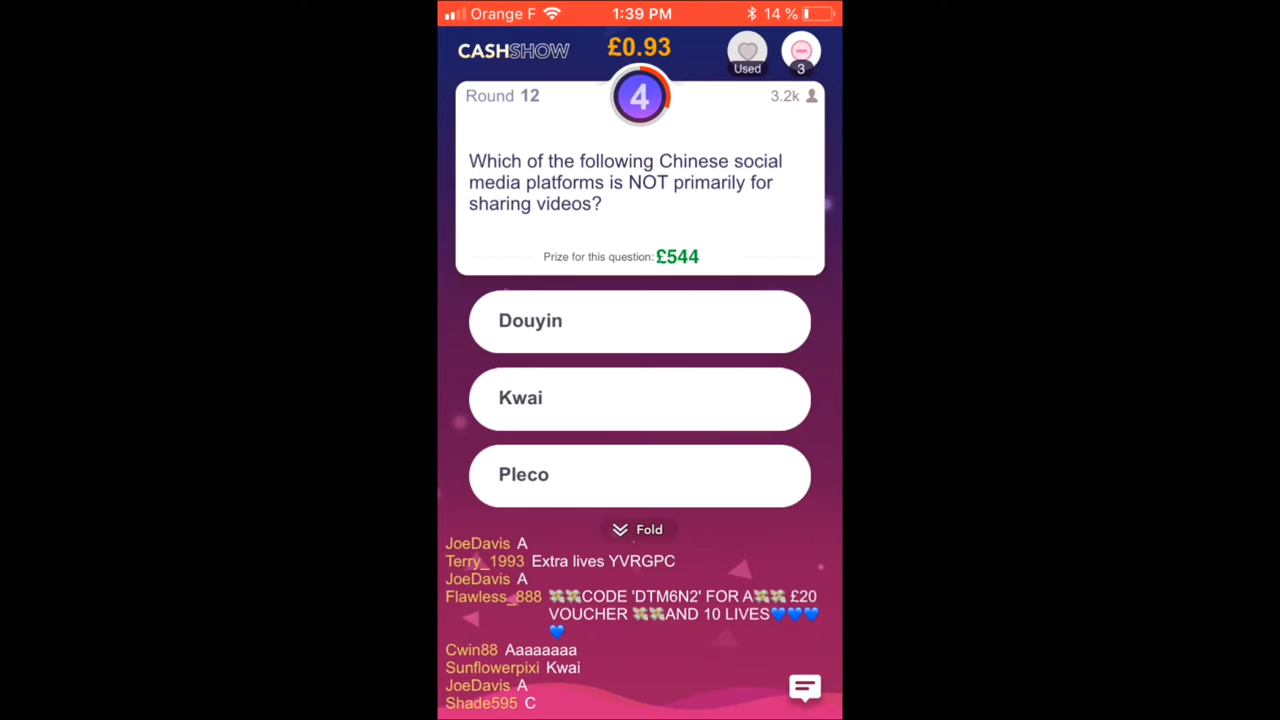 Orange F 1:39 PM 14 %
CASHSHOW £0.93
Used 3
Round 12 4 3.2k
Which of the following Chinese social
media platforms is NOT primarily for
sharing videos?
Prize for this question: £544
Douyin
Kwai
Pleco
Fold
JoeDavis A
Terry_1993 Extra lives YVRGPC
JoeDavis A
Flawless_888 💸💸CODE 'DTM6N2' FOR A💸💸 £20
VOUCHER 💸💸AND 10 LIVES💙💙💙
💙
Cwin88 Aaaaaaaa
Sunflowerpixi Kwai
JoeDavis A
Shade595 C